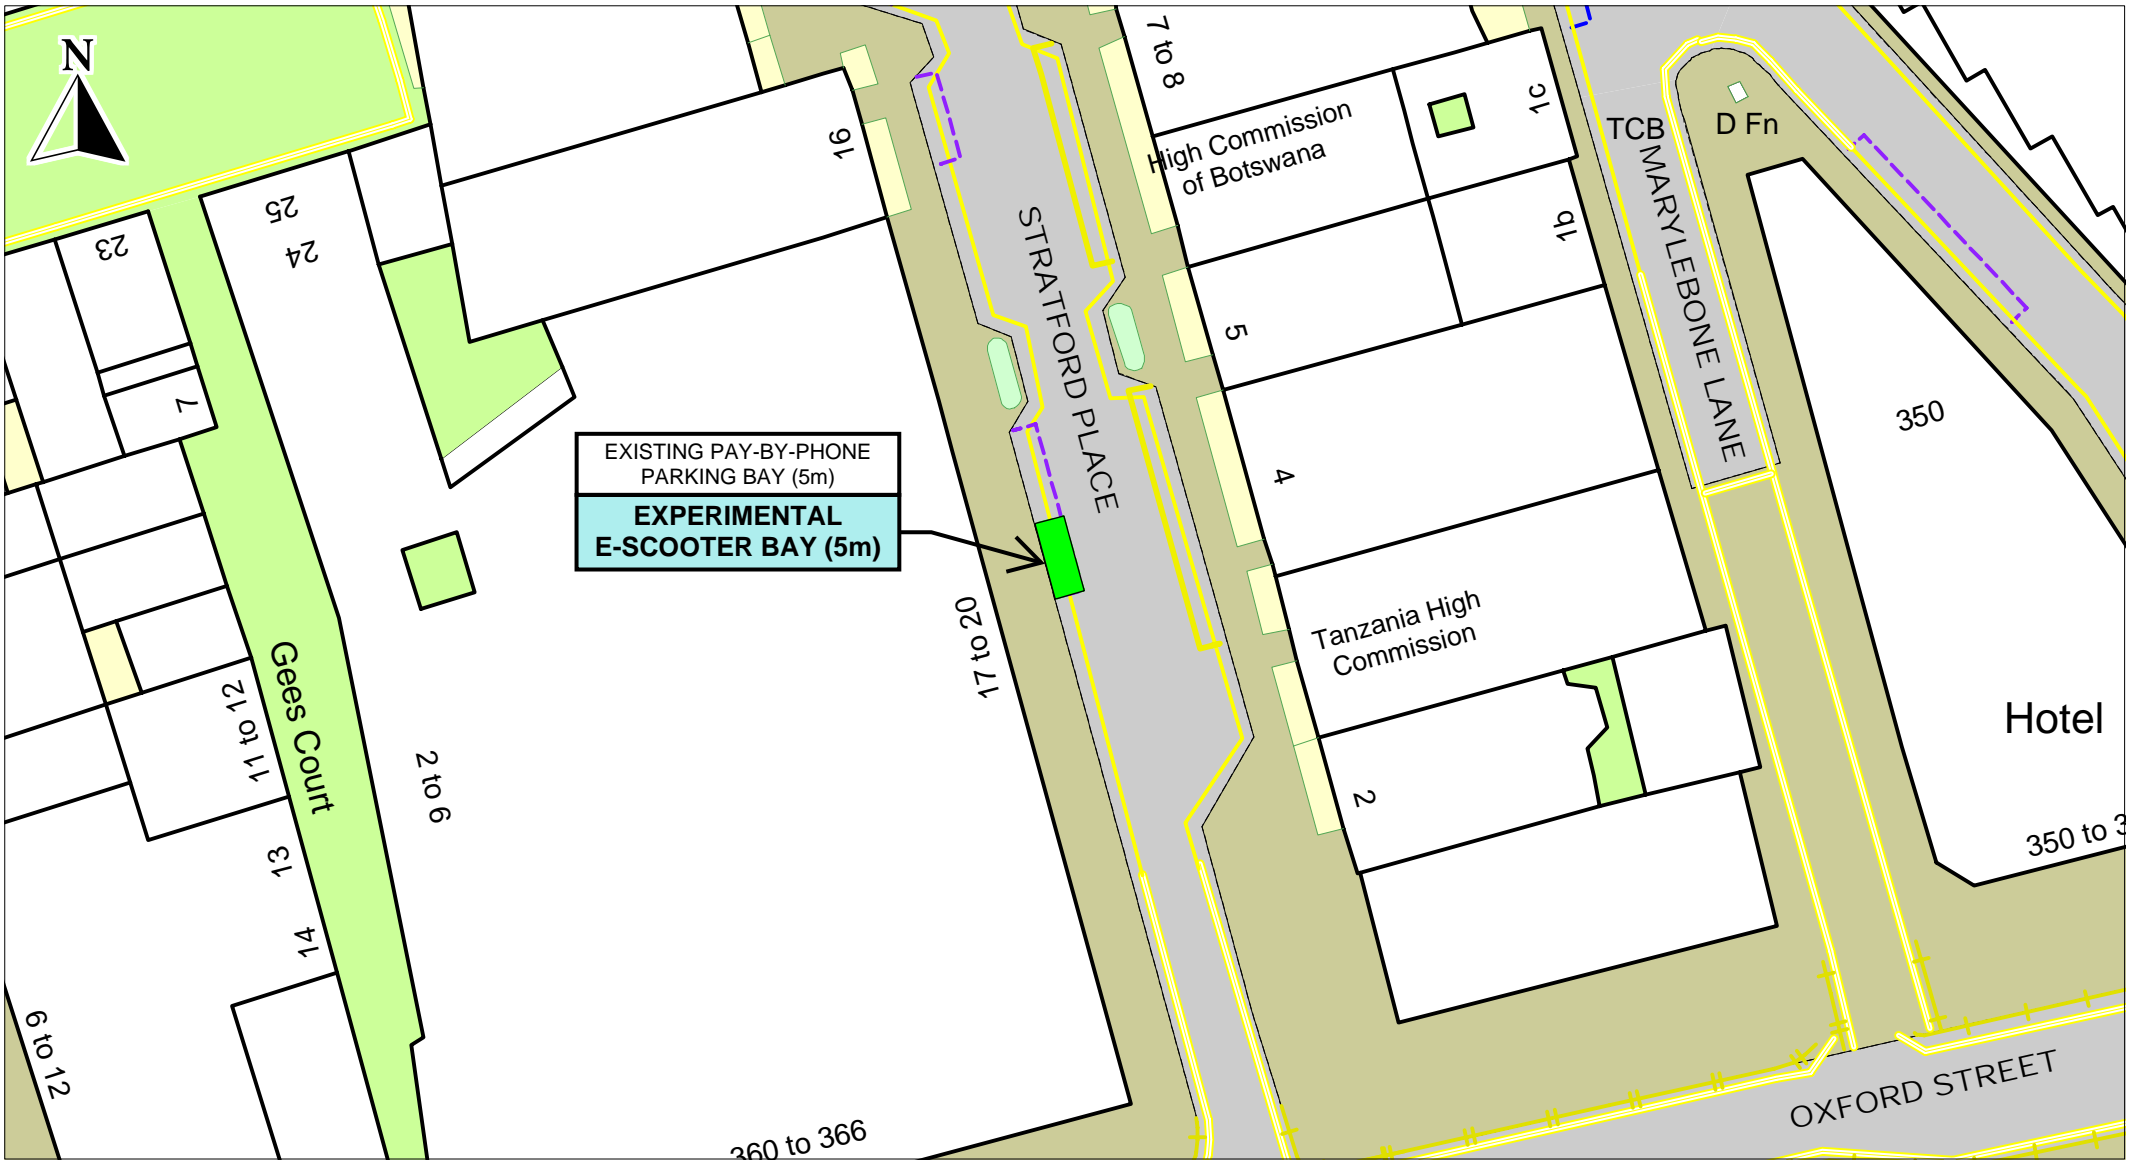 N
7 to 8
16
High Commission
of Botswana
1c
TCB
D Fn
MARYLEBONE LANE
25
24
23
STRATFORD PLACE
1b
5
7
350
EXISTING PAY-BY-PHONE
PARKING BAY (5m)
EXPERIMENTAL
E-SCOOTER BAY (5m)
4
17 to 20
Tanzania High
Commission
Gees Court
11 to 12
2 to 6
Hotel
2
13
350 to 3
14
6 to 12
OXFORD STREET
360 to 366